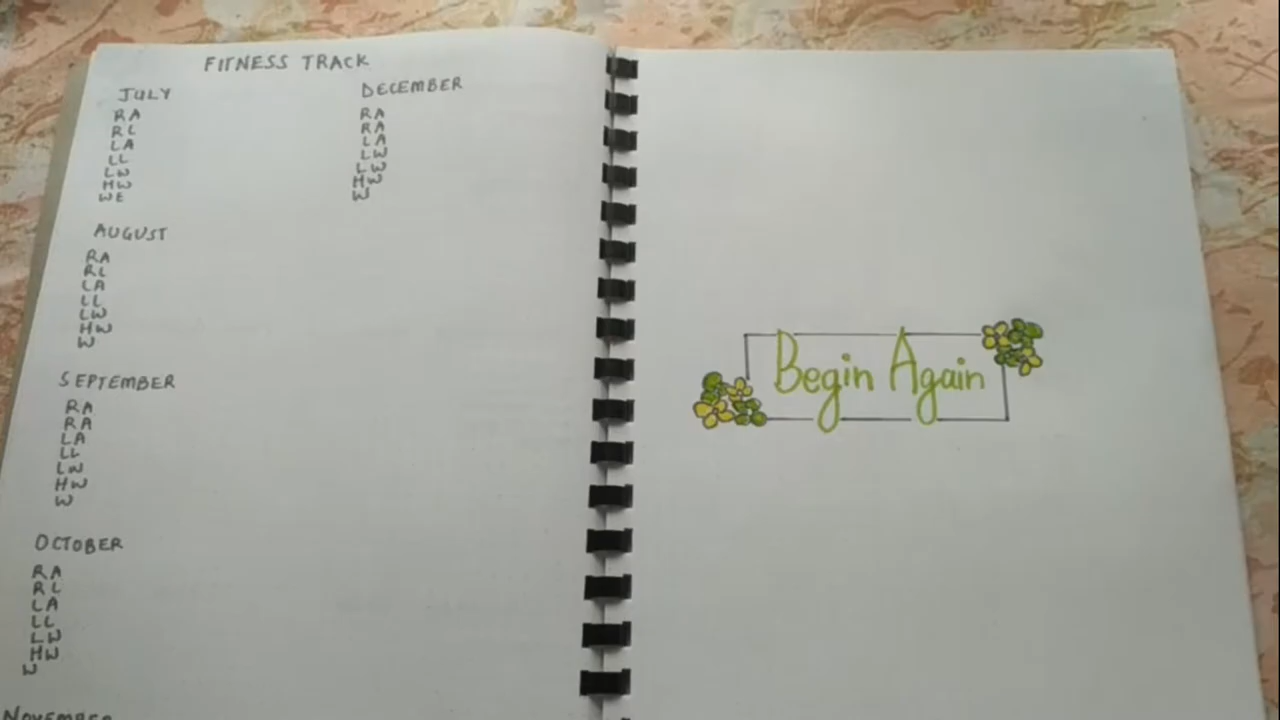 FITNESS TRACK
JULY
RA
RL
LA
LL
LW
HW
WE
AUGUST
RA
RL
LA
LL
LW
HW
W
SEPTEMBER
RA
RA
LA
LL
LW
HW
W
OCTOBER
RA
RL
LA
LL
LW
HW
W
NOVEMBER
DECEMBER
RA
RA
LA
LW
LW
HW
W
Begin Again